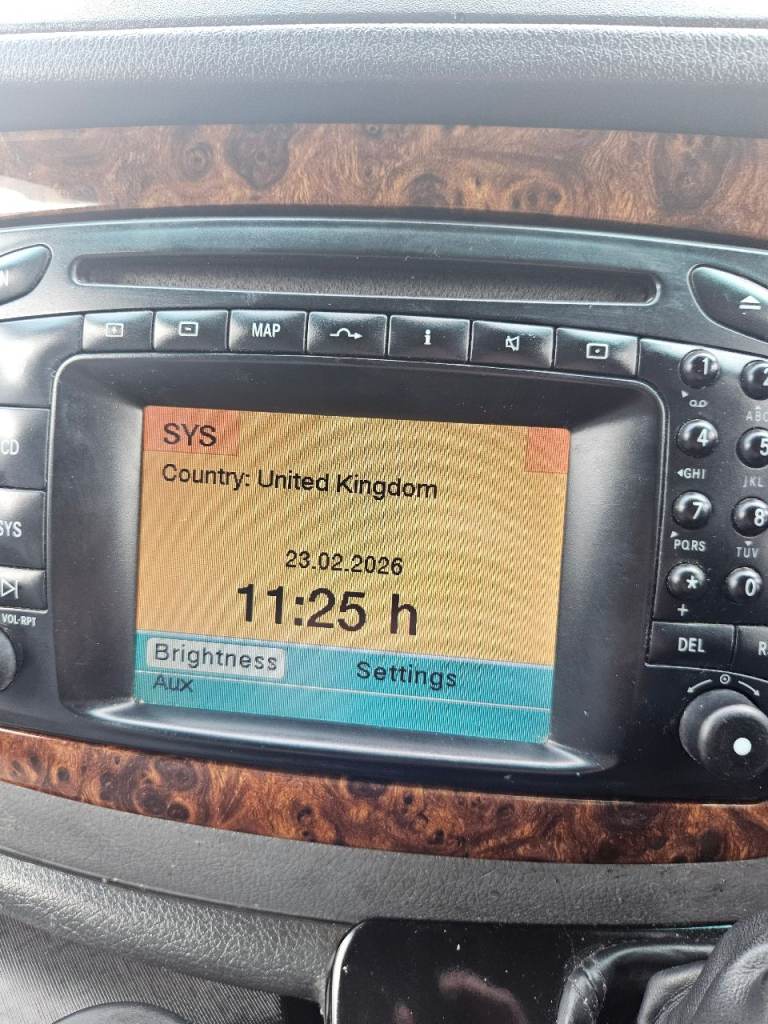 MAP
i
SYS
Country: United Kingdom
23.02.2026
11:25 h
Brightness Settings
Aux
CD
SYS
VOL-RPT
1
2
ABC
4
5
GHI
JKL
7
8
PQRS
TUV
*
0
+
DEL